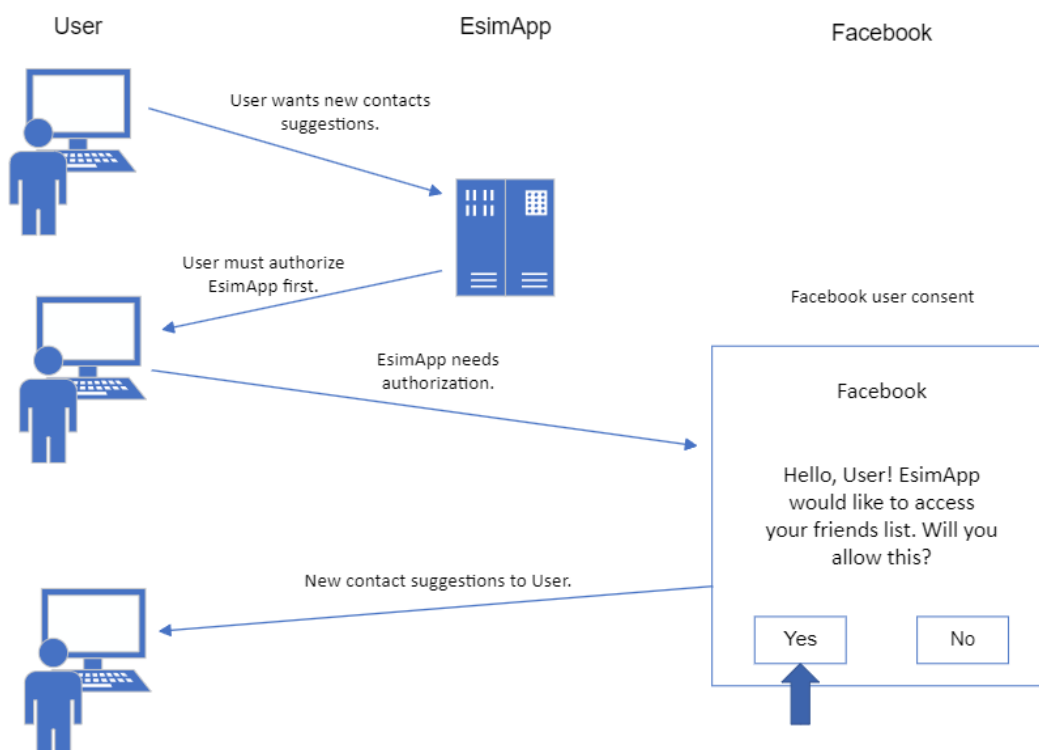 User
EsimApp
Facebook
User wants new contacts
suggestions.
User must authorize
EsimApp first.
Facebook user consent
EsimApp needs
authorization.
Facebook
Hello, User! EsimApp
would like to access
your friends list. Will you
allow this?
New contact suggestions to User.
Yes
No